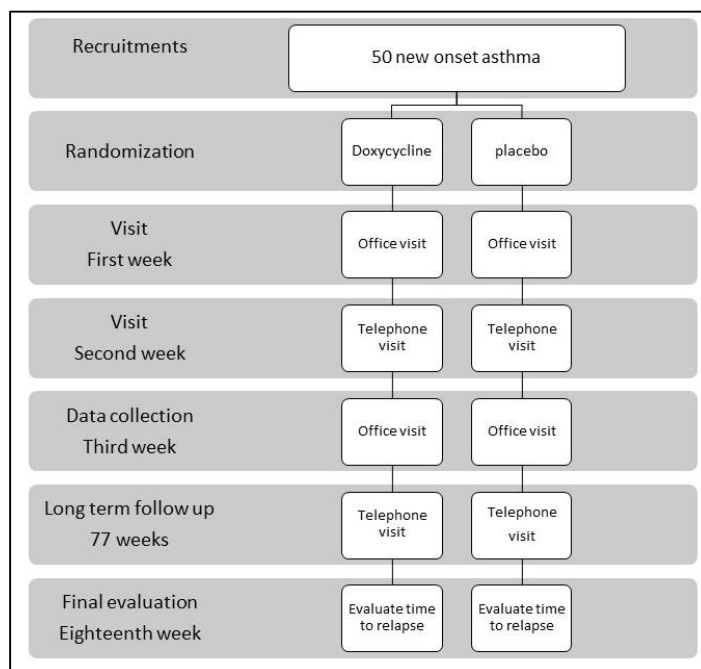 Recruitments
50 new onset asthma
Randomization
Doxycycline
placebo
Visit
First week
Office visit
Office visit
Visit
Second week
Telephone
visit
Telephone
visit
Data collection
Third week
Office visit
Office visit
Long term follow up
77 weeks
Telephone
visit
Telephone
visit
Final evaluation
Eighteenth week
Evaluate time
to relapse
Evaluate time
to relapse